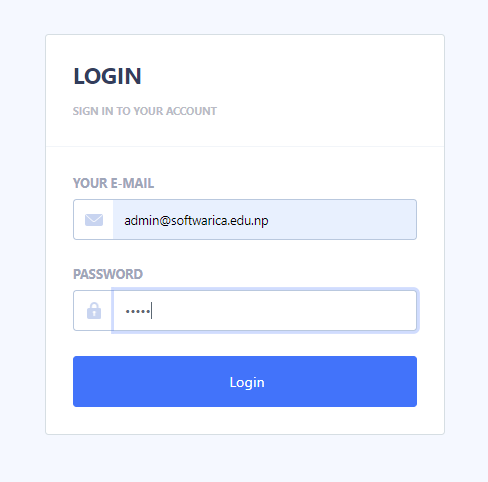 LOGIN
SIGN IN TO YOUR ACCOUNT
YOUR E-MAIL
admin@softwarica.edu.np
PASSWORD
•••••
Login